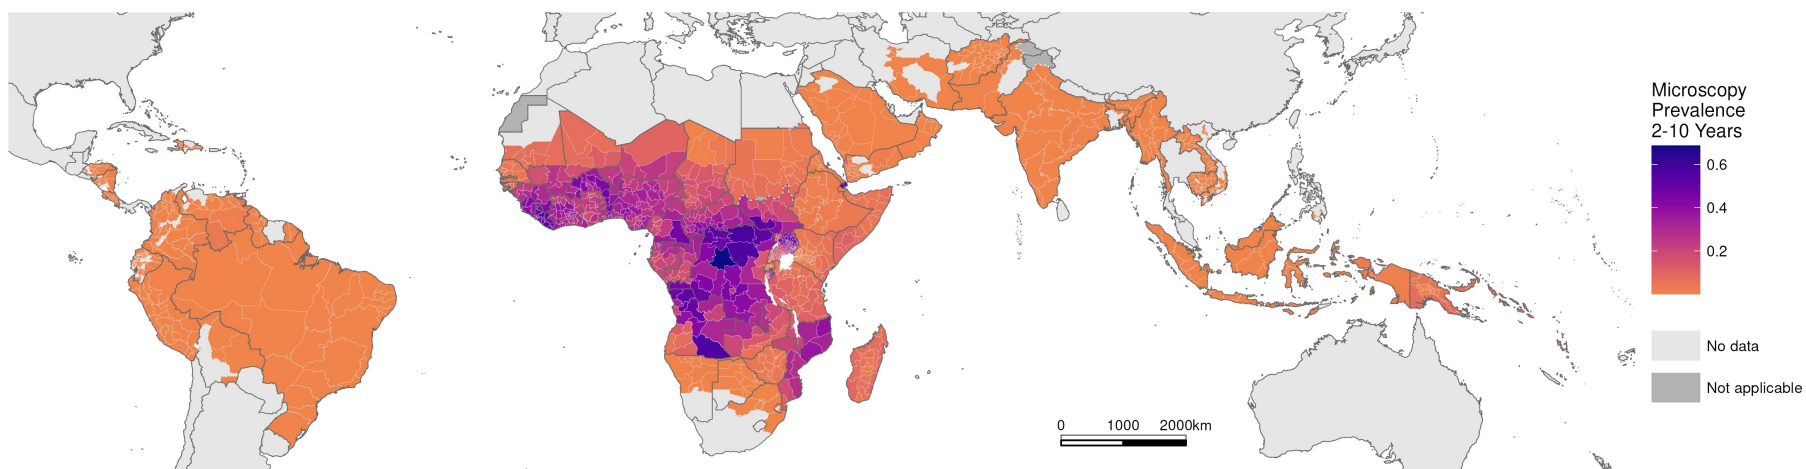 Microscopy
Prevalence
2-10 Years
0.6
0.4
0.2
No data
Not applicable
0 1000 2000km